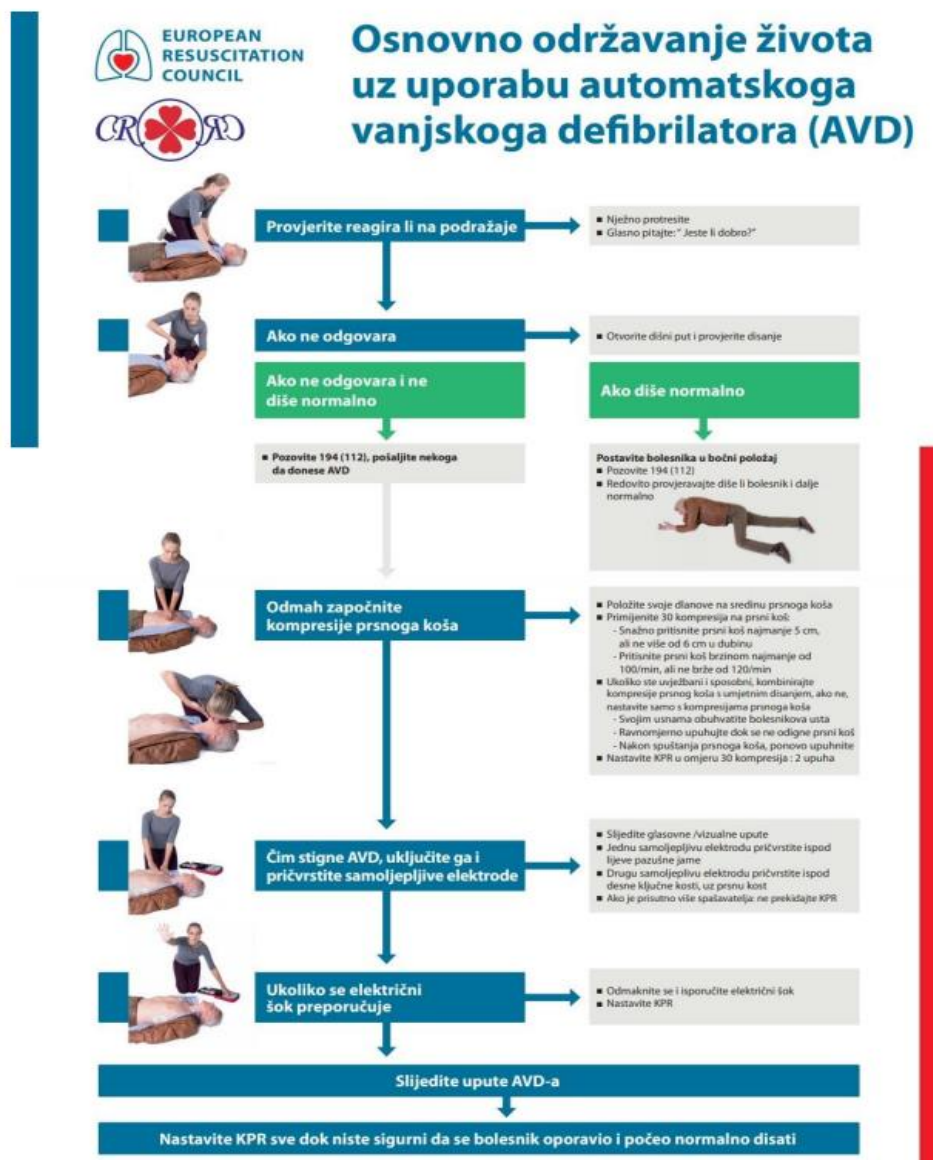 EUROPEAN
RESUSCITATION
COUNCIL
Osnovno održavanje života
uz uporabu automatskoga
vanjskoga defibrilatora (AVD)
Provjerite reagira li na podražaje
■ Nježno protresite
■ Glasno pitajte: " Jeste li dobro?"
Ako ne odgovara
■ Otvorite dišni put i provjerite disanje
Ako ne odgovara i ne
diše normalno
Ako diše normalno
■ Pozovite 194 (112), pošaljite nekoga
da donese AVD
Postavite bolesnika u bočni položaj
■ Pozovite 194 (112)
■ Redovito provjeravajte diše li bolesnik i dalje
normalno
Odmah započnite
kompresije prsnoga koša
■ Položite svoje dlanove na sredinu prsnoga koša
■ Primijenite 30 kompresija na prsni koš:
- Snažno pritisnite prsni koš najmanje 5 cm,
ali ne više od 6 cm u dubinu
- Pritisnite prsni koš brzinom najmanje od
100/min, ali ne brže od 120/min
■ Ukoliko ste uvježbani i sposobni, kombinirajte
kompresije prsnog koša s umjetnim disanjem, ako ne,
nastavite samo s kompresijama prsnoga koša
- Svojim usnama obuhvatite bolesnikova usta
- Ravnomjerno upuhujte dok se ne odigne prsni koš
- Nakon spuštanja prsnoga koša, ponovo upuhnite
■ Nastavite KPR u omjeru 30 kompresija : 2 upuha
Čim stigne AVD, uključite ga i
pričvrstite samoljepljive elektrode
■ Slijedite glasovne /vizualne upute
■ Jednu samoljepljivu elektrodu pričvrstite ispod
lijeve pazušne jame
■ Drugu samoljeplivu elektrodu pričvrstite ispod
desne ključne kosti, uz prsnu kost
■ Ako je prisutno više spašavatelja: ne prekidajte KPR
Ukoliko se električni
šok preporučuje
■ Odmaknite se i isporučite električni šok
■ Nastavite KPR
Slijedite upute AVD-a
Nastavite KPR sve dok niste sigurni da se bolesnik oporavio i počeo normalno disati